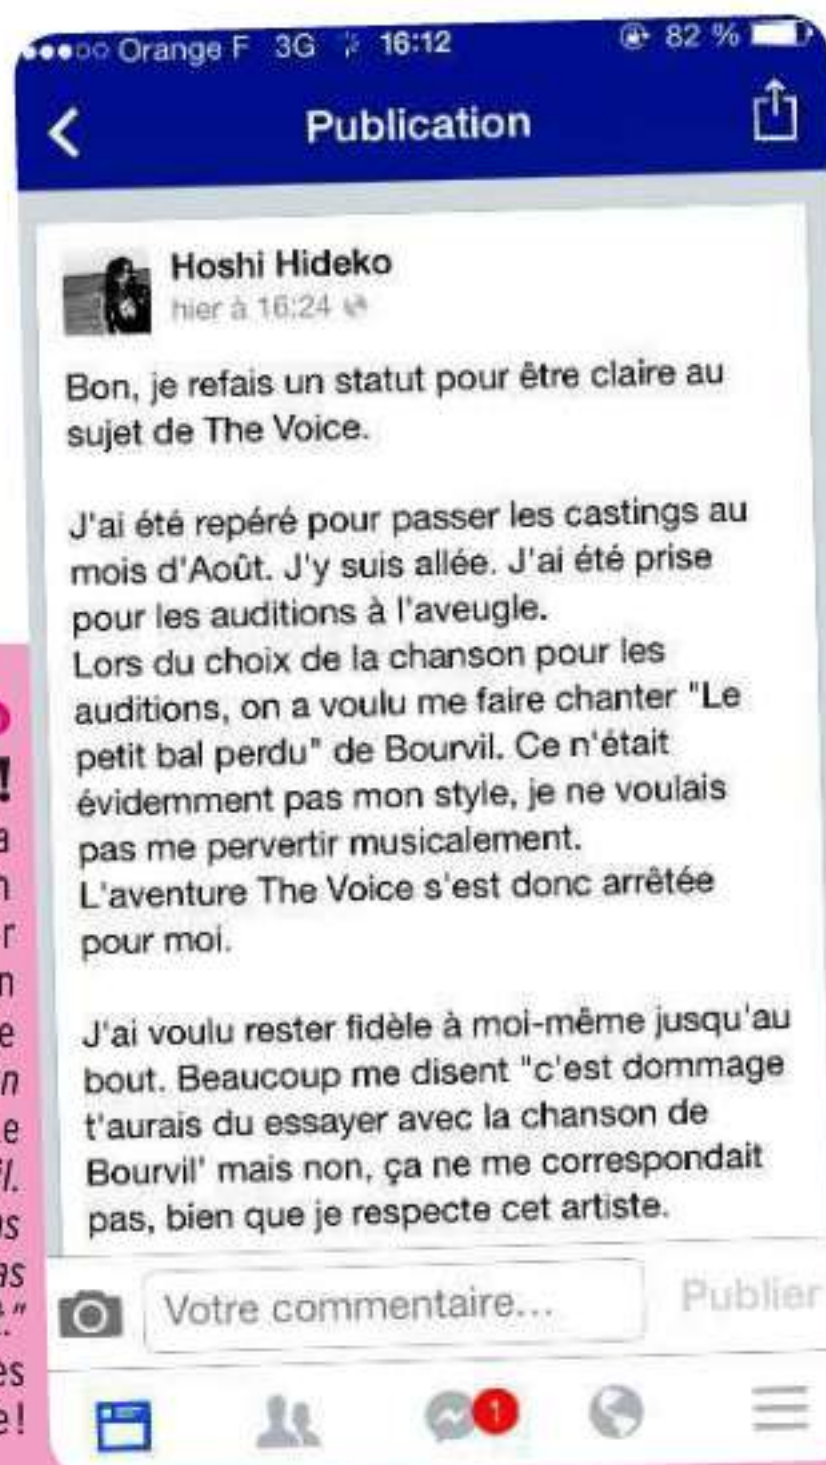 Orange F 3G 16:12 82 %
Publication
Hoshi Hideko
hier à 16:24
Bon, je refais un statut pour être claire au
sujet de The Voice.
J'ai été repéré pour passer les castings au
mois d'Août. J'y suis allée. J'ai été prise
pour les auditions à l'aveugle.
Lors du choix de la chanson pour les
auditions, on a voulu me faire chanter "Le
petit bal perdu" de Bourvil. Ce n'était
évidemment pas mon style, je ne voulais
pas me pervertir musicalement.
L'aventure The Voice s'est donc arrêtée
pour moi.
J'ai voulu rester fidèle à moi-même jusqu'au
bout. Beaucoup me disent "c'est dommage
t'aurais du essayer avec la chanson de
Bourvil' mais non, ça ne me correspondait
pas, bien que je respecte cet artiste.
Votre commentaire... Publier
1